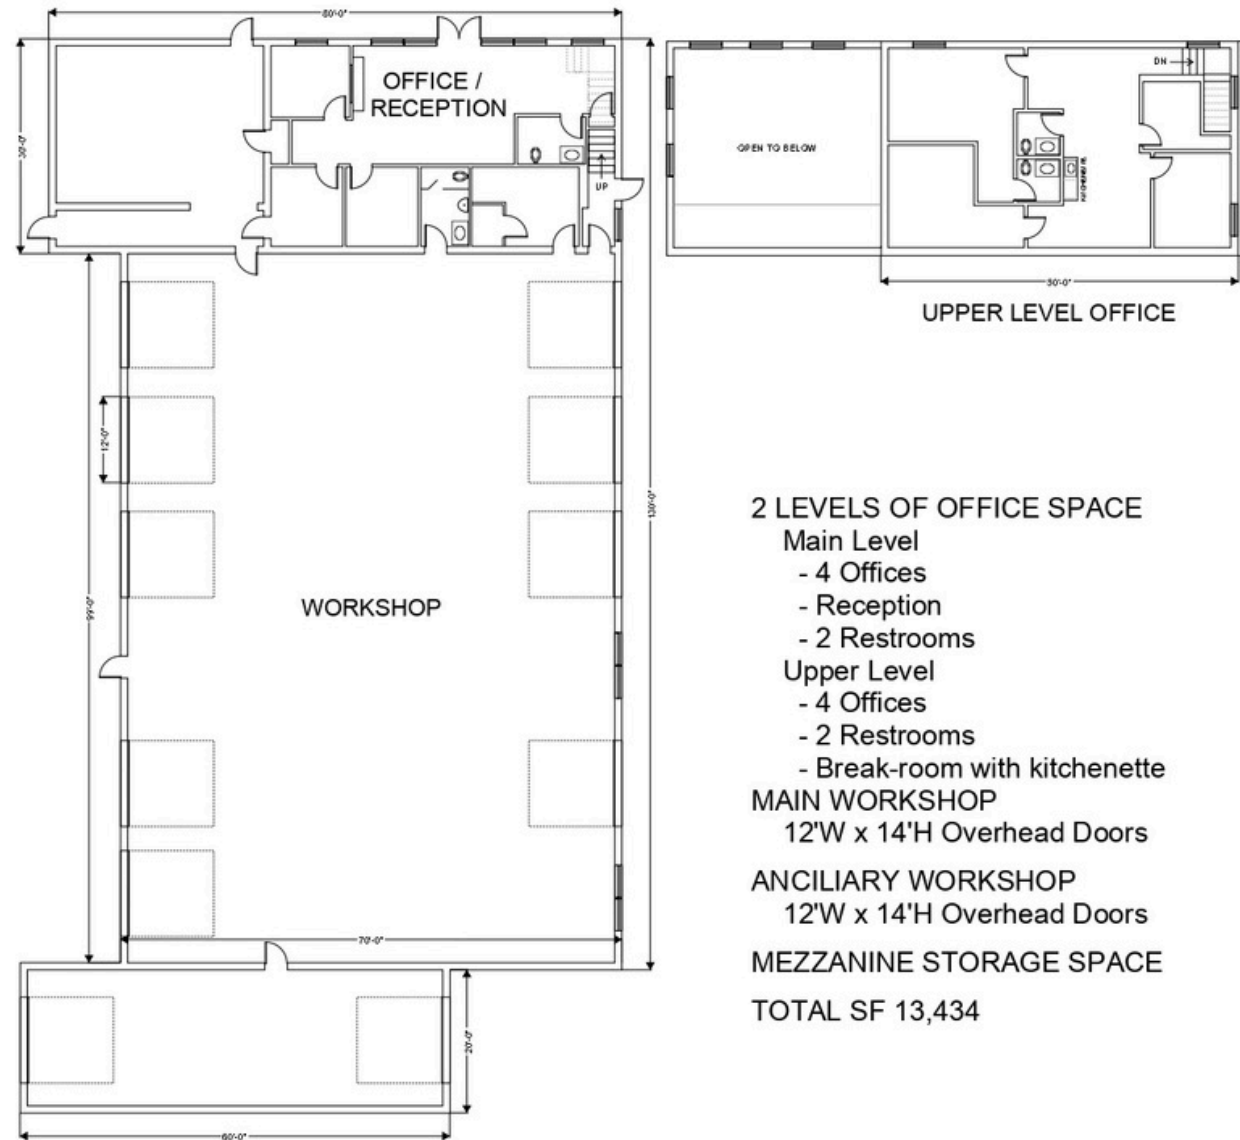 80'-0"
30'-0"
OFFICE /
RECEPTION
UP
DN
OPEN TO BELOW
KITCHENETTE
50'-0"
UPPER LEVEL OFFICE
12'-0"
130'-0"
99'-0"
WORKSHOP
70'-0"
20'-0"
60'-0"
2 LEVELS OF OFFICE SPACE
Main Level
- 4 Offices
- Reception
- 2 Restrooms
Upper Level
- 4 Offices
- 2 Restrooms
- Break-room with kitchenette
MAIN WORKSHOP
12'W x 14'H Overhead Doors
ANCILIARY WORKSHOP
12'W x 14'H Overhead Doors
MEZZANINE STORAGE SPACE
TOTAL SF 13,434